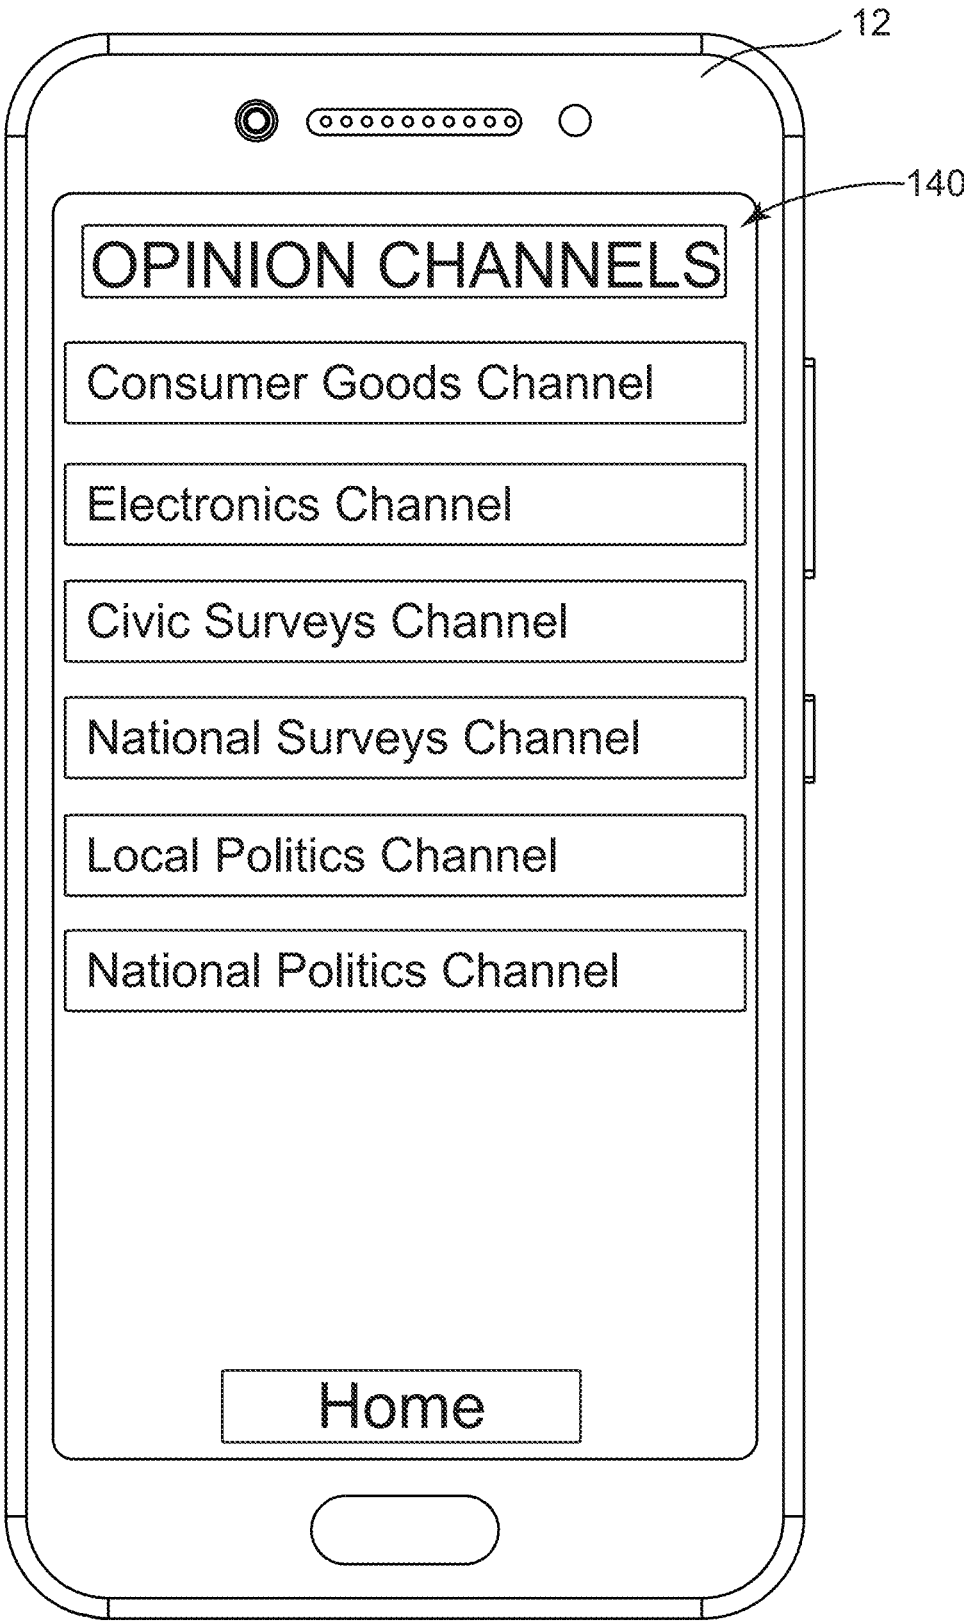 12
140
OPINION CHANNELS
Consumer Goods Channel
Electronics Channel
Civic Surveys Channel
National Surveys Channel
Local Politics Channel
National Politics Channel
Home